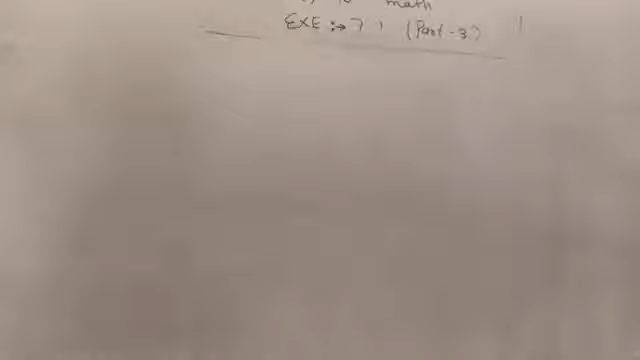 math
EXE :→ 7 1 (Part-3)